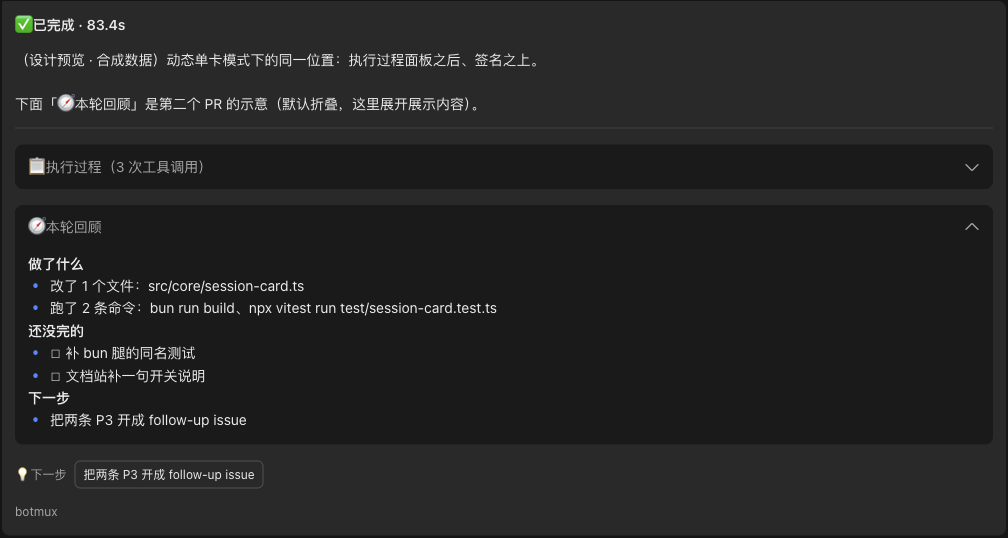 ✅已完成 · 83.4s
（设计预览 · 合成数据）动态单卡模式下的同一位置：执行过程面板之后、签名之上。
下面「🧭本轮回顾」是第二个 PR 的示意（默认折叠，这里展开展示内容）。
📋执行过程（3 次工具调用）
🧭本轮回顾
做了什么
• 改了 1 个文件：src/core/session-card.ts
• 跑了 2 条命令：bun run build、npx vitest run test/session-card.test.ts
还没完的
• □ 补 bun 腿的同名测试
• □ 文档站补一句开关说明
下一步
• 把两条 P3 开成 follow-up issue
💡下一步 把两条 P3 开成 follow-up issue
botmux